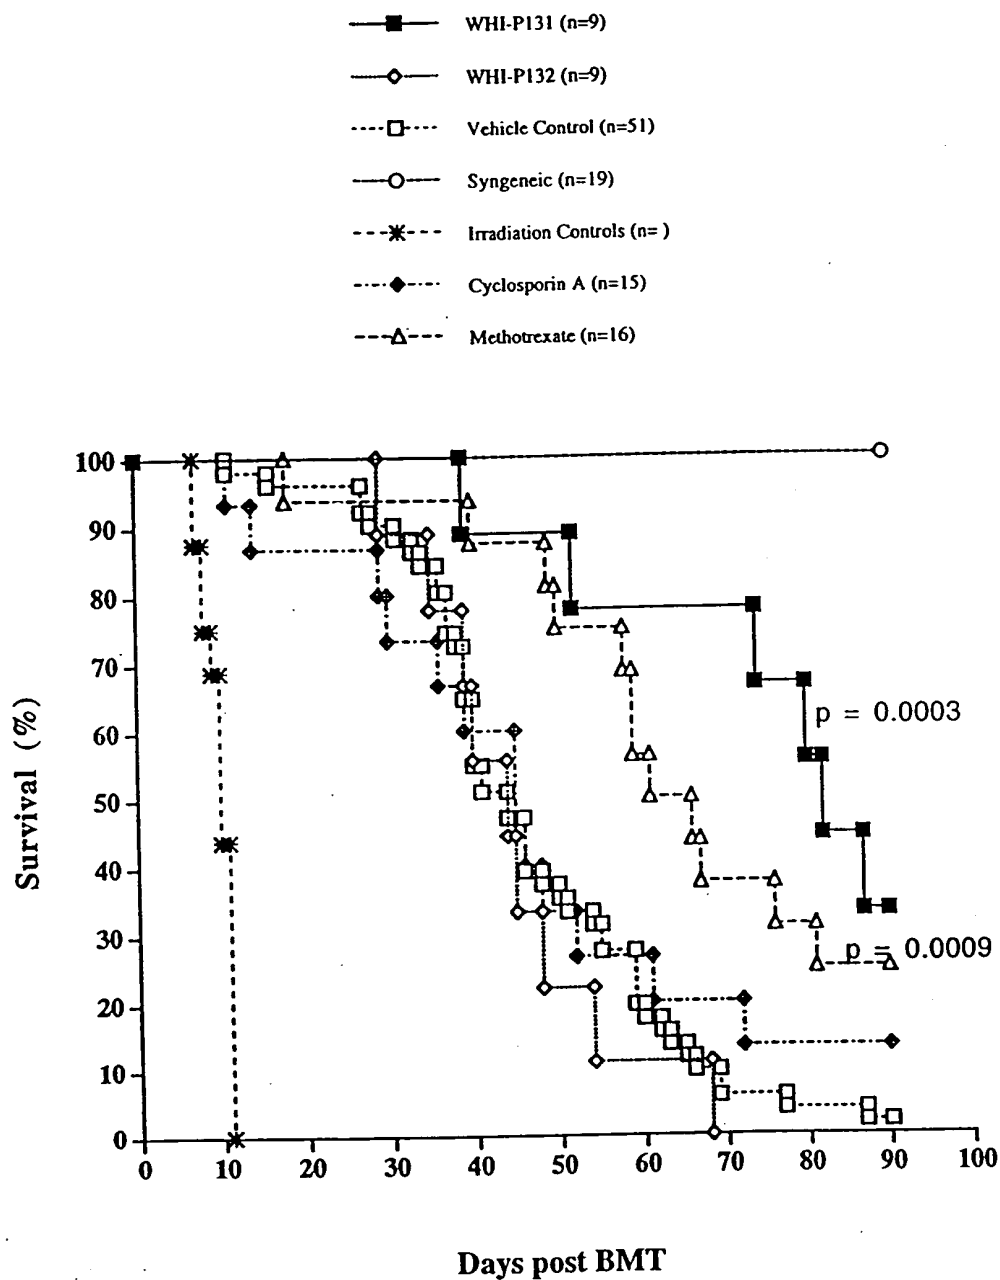 WHI-P131 (n=9)
WHI-P132 (n=9)
Vehicle Control (n=51)
Syngeneic (n=19)
Irradiation Controls (n= )
Cyclosporin A (n=15)
Methotrexate (n=16)
100
90
80
70
60
50
40
30
20
10
0
Survival (%)
p = 0.0003
p = 0.0009
0 10 20 30 40 50 60 70 80 90 100
Days post BMT